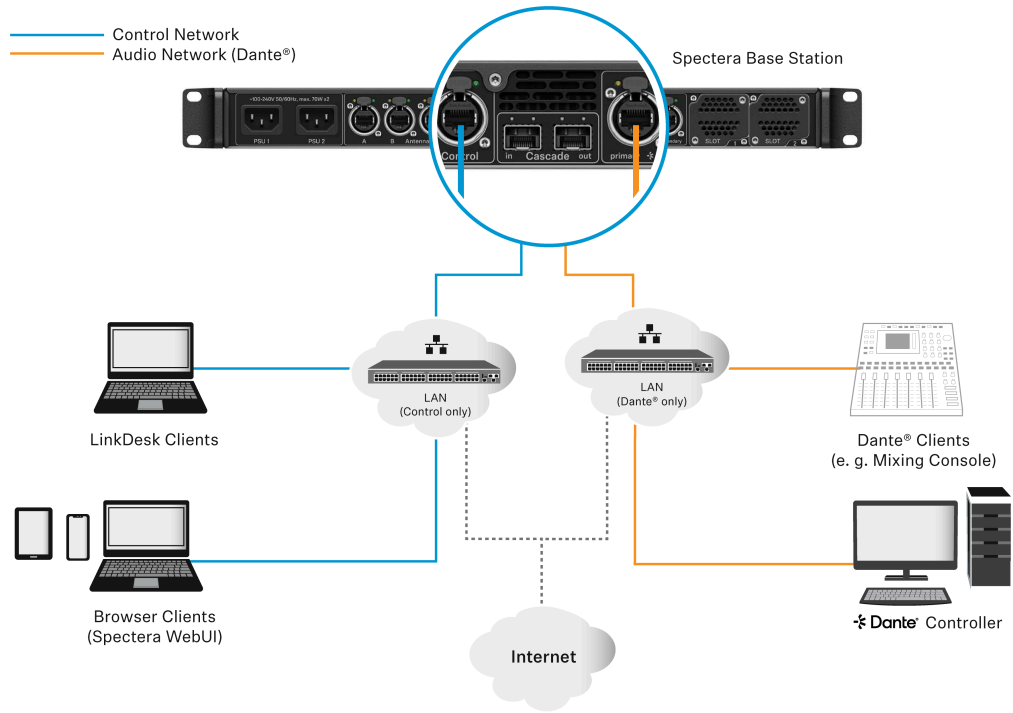 Control Network
Audio Network (Dante®)
Spectera Base Station
~100-240V 50/60Hz, max. 70W x2
PSU 1
PSU 2
A
B
Antenna
Control
in
Cascade
out
SLOT
1
SLOT
2
LAN
(Control only)
LAN
(Dante® only)
LinkDesk Clients
Dante® Clients
(e. g. Mixing Console)
Browser Clients
(Spectera WebUI)
Dante® Controller
Internet